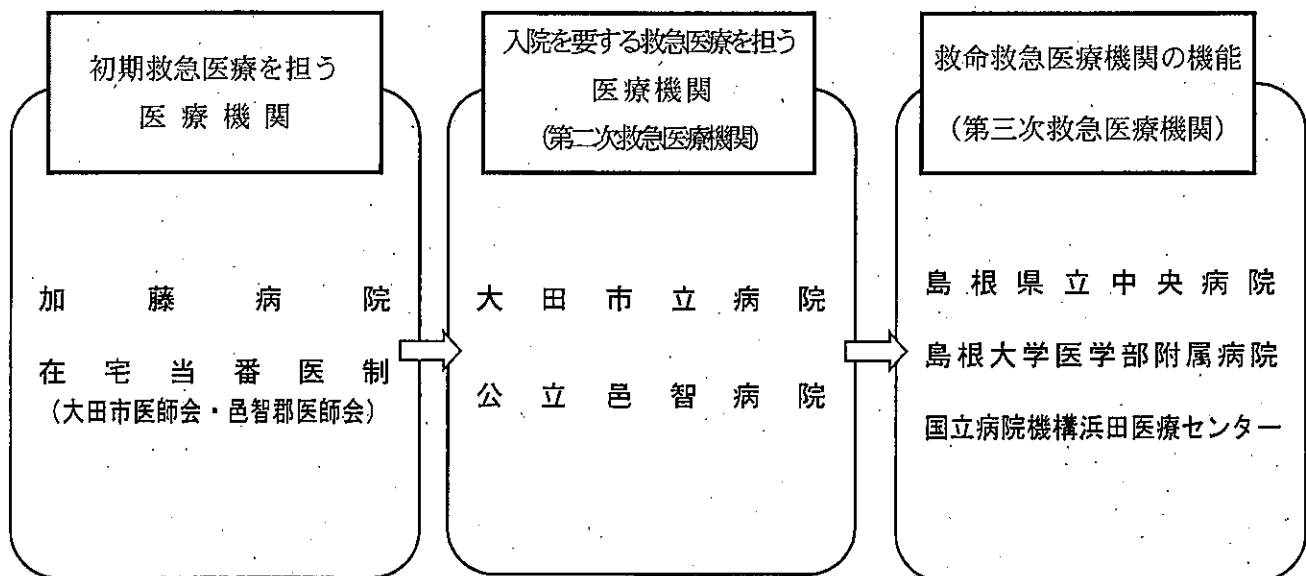 初期救急医療を担う
医療機関
加藤病院
在宅当番医制
（大田市医師会・邑智郡医師会）
入院を要する救急医療を担う
医療機関
（第二次救急医療機関）
大田市立病院
公立邑智病院
救命救急医療機関の機能
（第三次救急医療機関）
島根県立中央病院
島根大学医学部附属病院
国立病院機構浜田医療センター